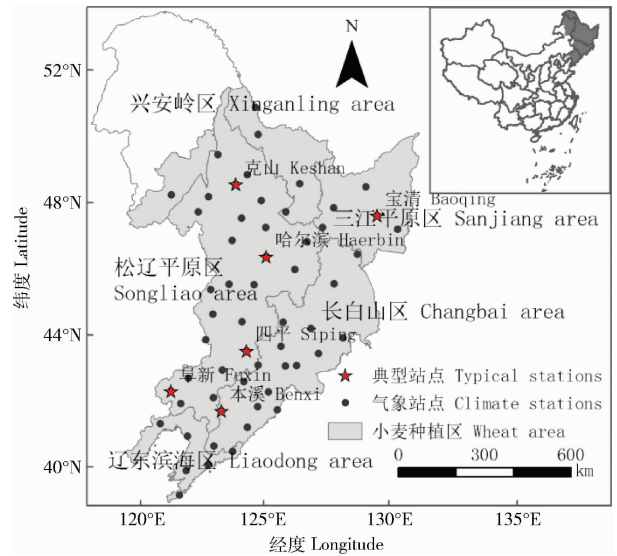 N
52°N
48°N
44°N
40°N
纬度 Latitude
兴安岭区 Xinganling area
克山 Keshan
宝清 Baoqing
三江平原区 Sanjiang area
哈尔滨 Haerbin
松辽平原区
Songliao area
长白山区 Changbai area
四平 Siping
阜新 Fuxin
本溪 Benxi
辽东滨海区 Liaodong area
典型站点 Typical stations
气象站点 Climate stations
小麦种植区 Wheat area
0 300 600
km
120°E 125°E 130°E 135°E
经度 Longitude